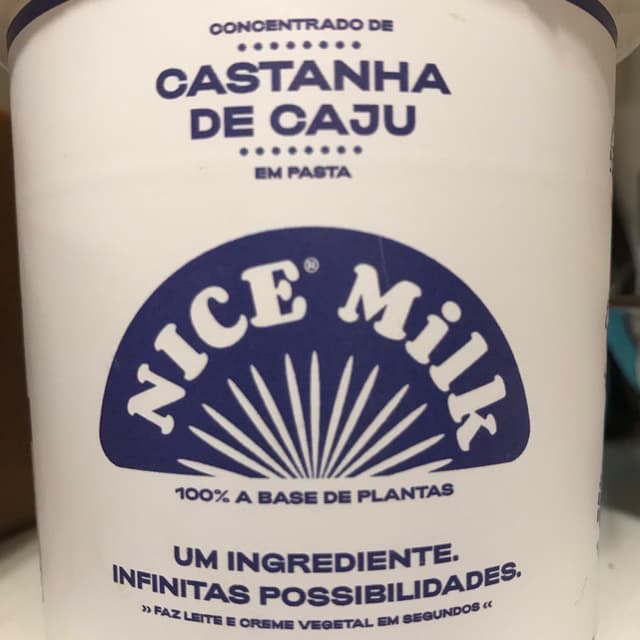 CONCENTRADO DE
CASTANHA
DE CAJU
EM PASTA
NICE® Milk
100% A BASE DE PLANTAS
UM INGREDIENTE.
INFINITAS POSSIBILIDADES.
›› FAZ LEITE E CREME VEGETAL EM SEGUNDOS ‹‹